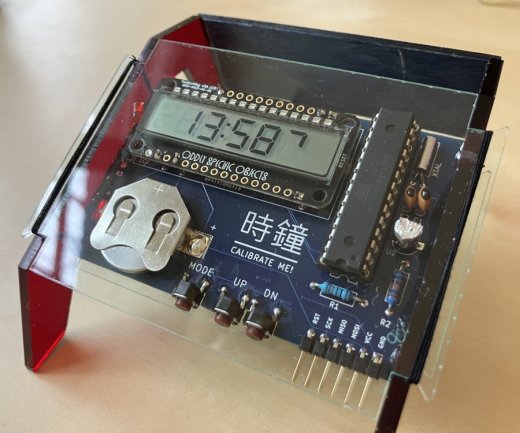 13:58 7
ODDLY SPECIFIC OBJECTS
時鐘
CALIBRATE ME!
MODE
UP
DN
R1
R2
XTAL
RST
SCK
MISO
MOSI
VCC
GND
+
+